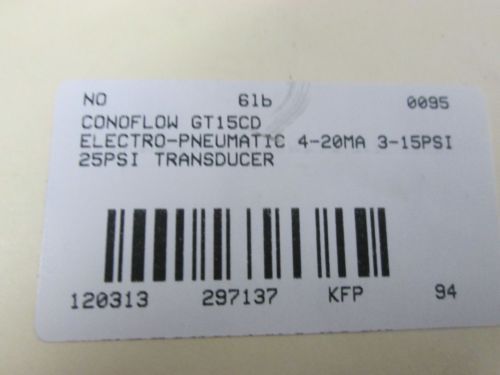 NO 61b 0095
CONOFLOW GT15CD
ELECTRO-PNEUMATIC 4-20MA 3-15PSI
25PSI TRANSDUCER
120313 297137 KFP 94